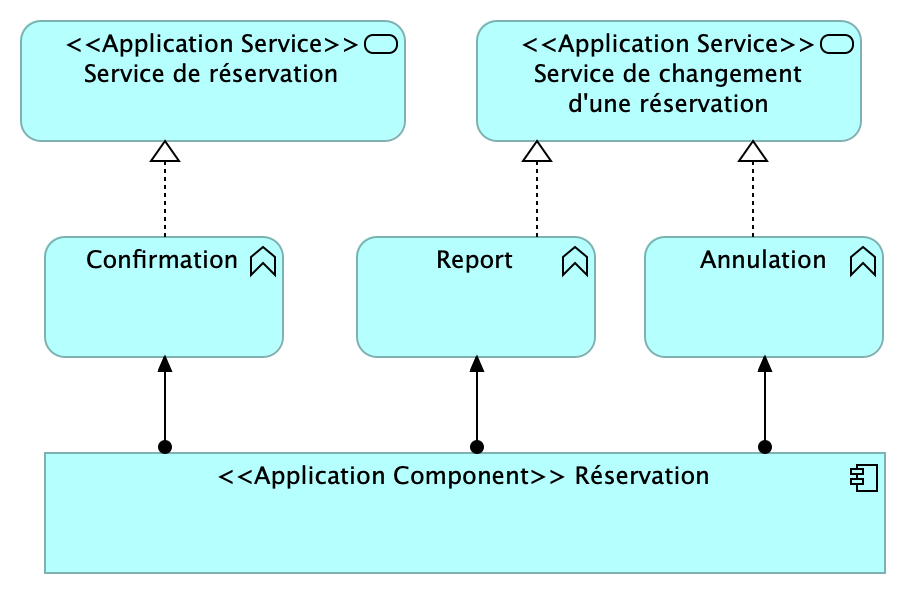 <<Application Service>>
Service de réservation
<<Application Service>>
Service de changement
d'une réservation
Confirmation
Report
Annulation
<<Application Component>> Réservation